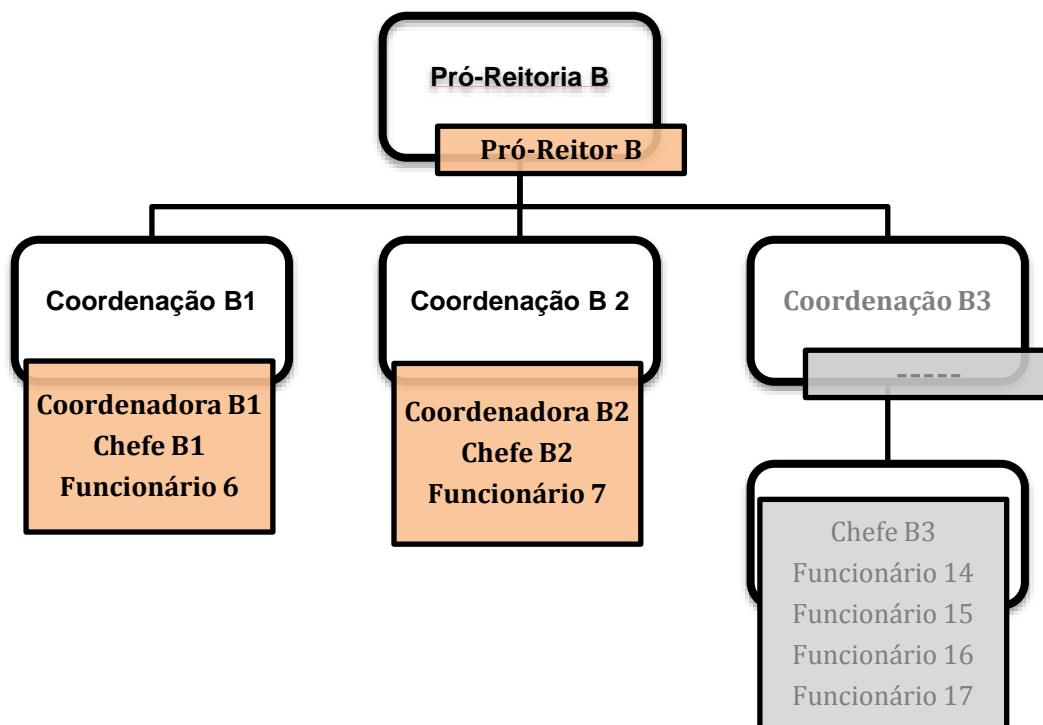 Pró-Reitoria B
Pró-Reitor B
Coordenação B1
Coordenadora B1
Chefe B1
Funcionário 6
Coordenação B 2
Coordenadora B2
Chefe B2
Funcionário 7
Coordenação B3
-----
Chefe B3
Funcionário 14
Funcionário 15
Funcionário 16
Funcionário 17